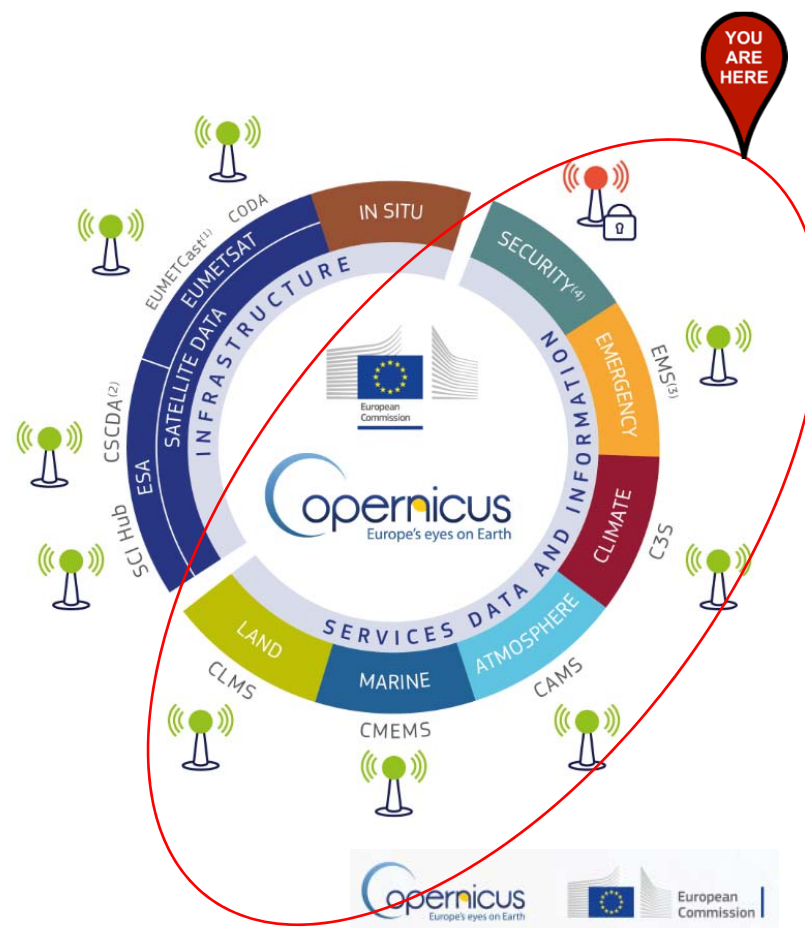 YOU
ARE
HERE
IN SITU
SECURITY(4)
EMERGENCY
EMS(3)
CLIMATE
C3S
ATMOSPHERE
CAMS
MARINE
CMEMS
LAND
CLMS
SERVICES DATA AND INFORMATION
INFRASTRUCTURE
SATELLITE DATA
EUMETSAT
EUMETCast(1)
CODA
ESA
CSCDA(2)
SCI Hub
European
Commission
Copernicus
Europe's eyes on Earth
Copernicus
Europe's eyes on Earth
European
Commission